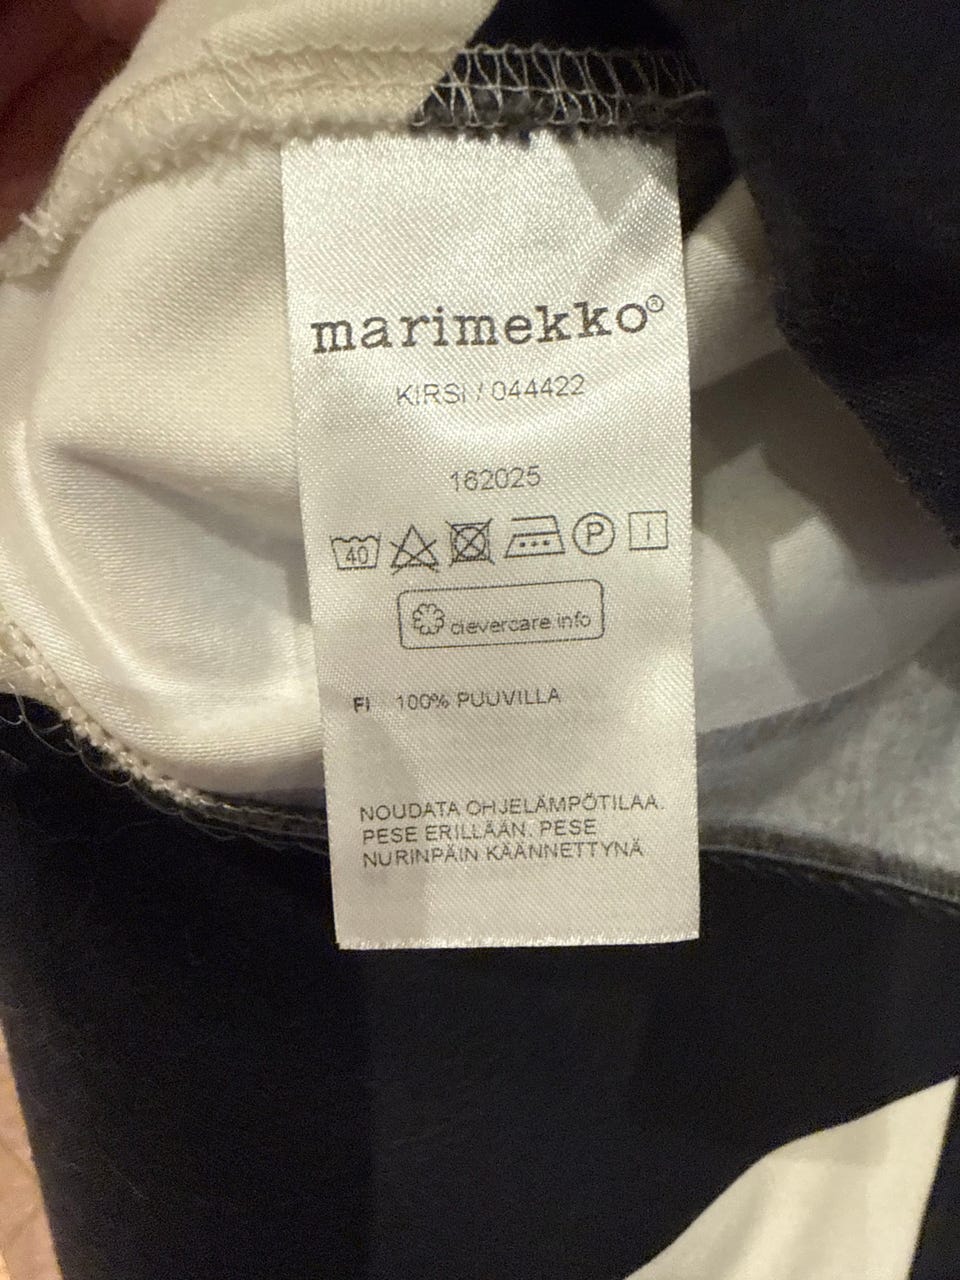 marimekko®
KIRSI / 044422
162025
40 P
clevercare.info
FI 100% PUUVILLA
NOUDATA OHJELÄMPÖTILAA.
PESE ERILLÄÄN. PESE
NURINPÄIN KÄÄNNETTYNÄ